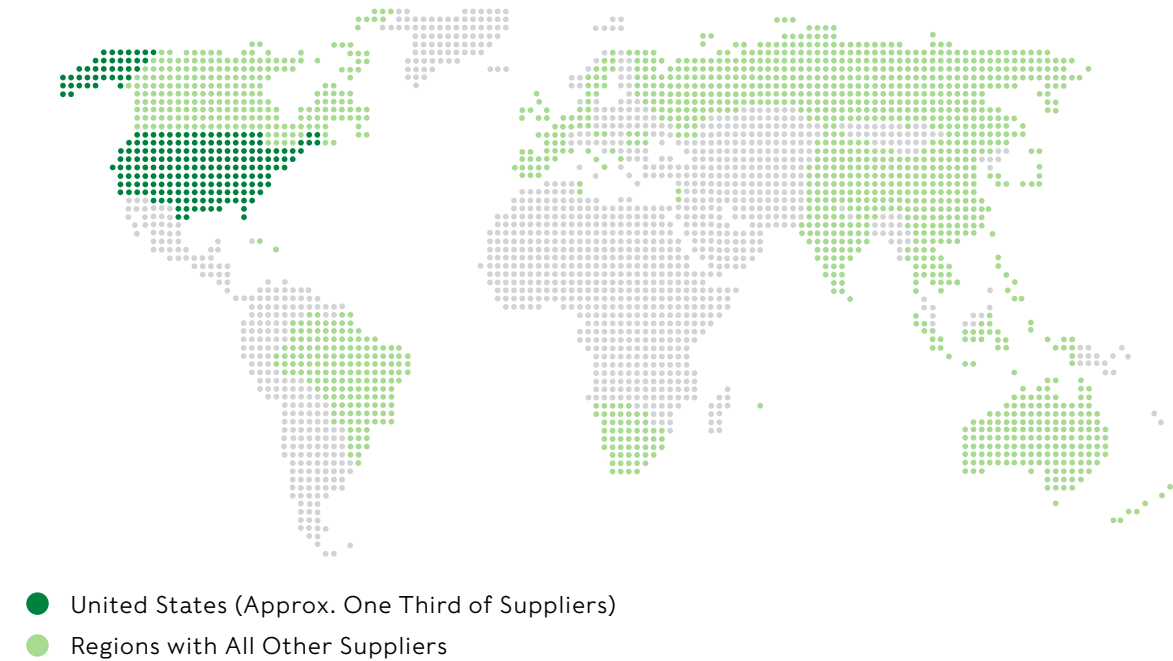 United States (Approx. One Third of Suppliers)
Regions with All Other Suppliers